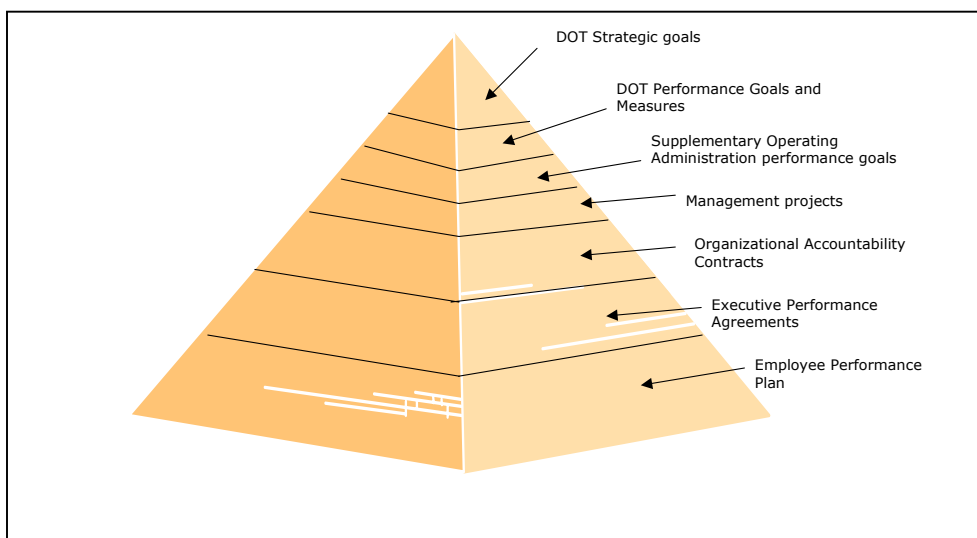 DOT Strategic goals
DOT Performance Goals and
Measures
Supplementary Operating
Administration performance goals
Management projects
Organizational Accountability
Contracts
Executive Performance
Agreements
Employee Performance
Plan